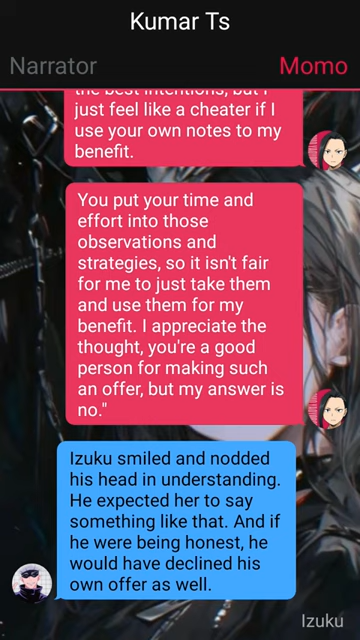 Kumar Ts
Narrator
Momo
the best intentions, but I
just feel like a cheater if I
use your own notes to my
benefit.
You put your time and
effort into those
observations and
strategies, so it isn't fair
for me to just take them
and use them for my
benefit. I appreciate the
thought, you're a good
person for making such
an offer, but my answer is
no."
Izuku smiled and nodded
his head in understanding.
He expected her to say
something like that. And if
he were being honest, he
would have declined his
own offer as well.
Izuku